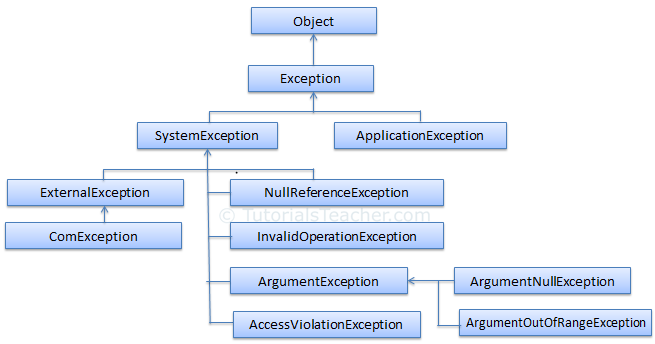 Object
Exception
SystemException
ApplicationException
ExternalException
NullReferenceException
© TutorialsTeacher.com
ComException
InvalidOperationException
ArgumentException
ArgumentNullException
AccessViolationException
ArgumentOutOfRangeException